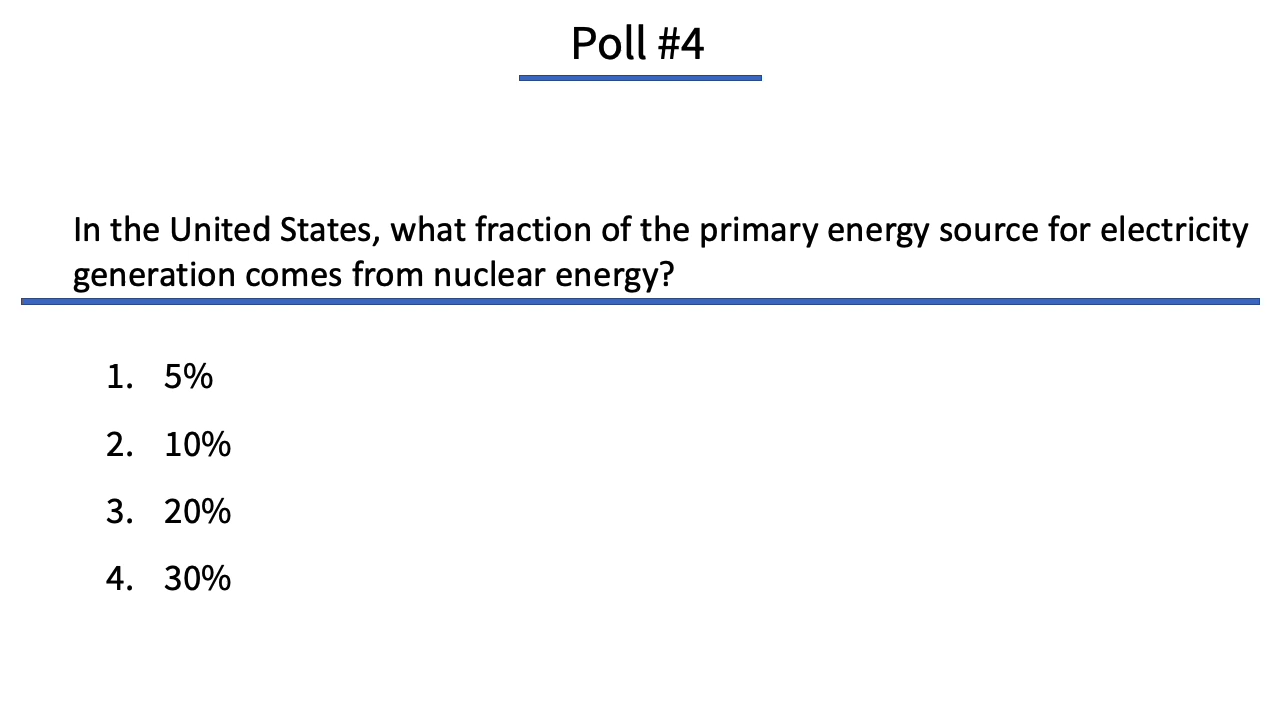 Poll #4
In the United States, what fraction of the primary energy source for electricity
generation comes from nuclear energy?
1. 5%
2. 10%
3. 20%
4. 30%